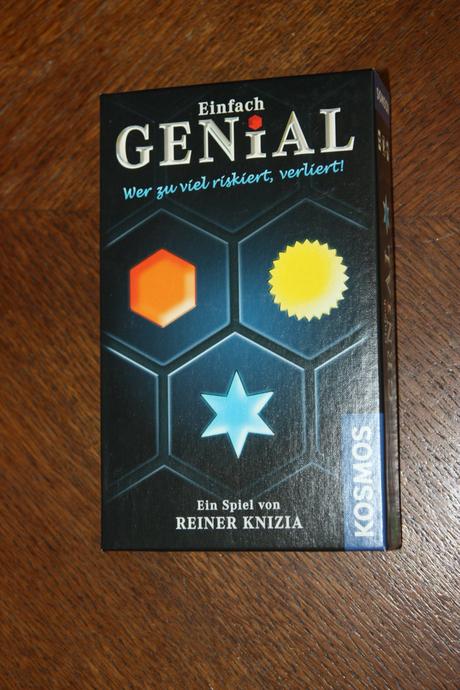 Einfach
GENiAL
Wer zu viel riskiert, verliert!
Ein Spiel von
REINER KNIZIA
KOSMOS